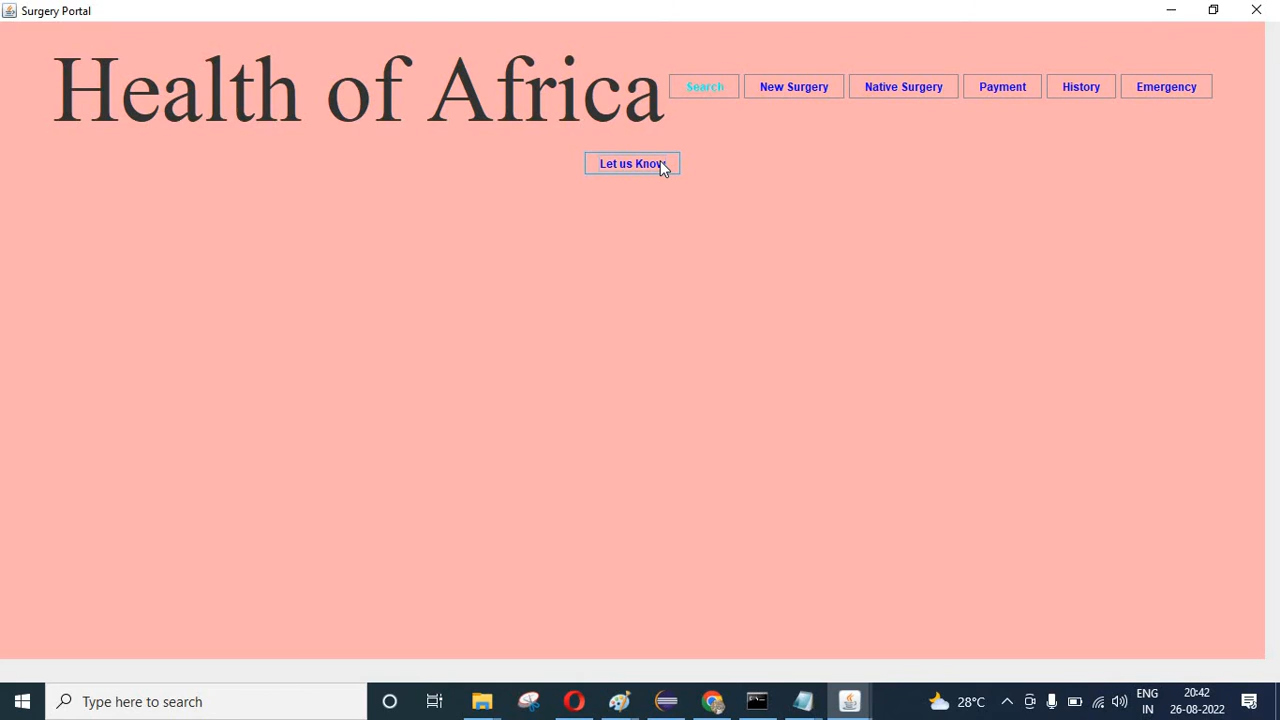 Surgery Portal
Health of Africa
Search New Surgery Native Surgery Payment History Emergency
Let us Know
Type here to search
28°C
ENG
IN
20:42
26-08-2022